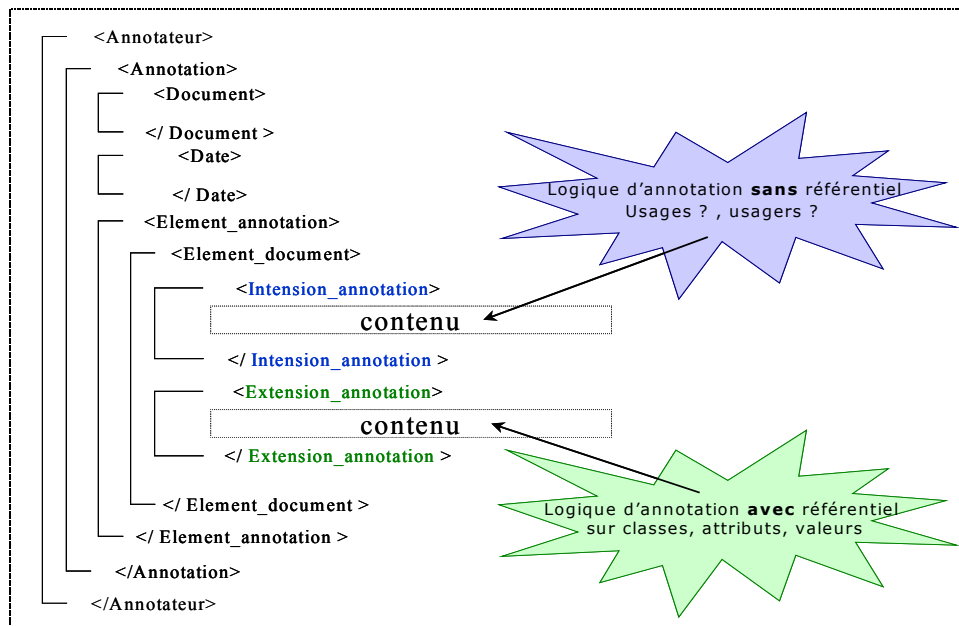 <Annotateur>
<Annotation>
<Document>
</ Document >
<Date>
</ Date>
<Element_annotation>
<Element_document>
<Intension_annotation>
contenu
</ Intension_annotation >
<Extension_annotation>
contenu
</ Extension_annotation >
</ Element_document >
</ Element_annotation >
</Annotation>
</Annotateur>
Logique d'annotation sans référentiel
Usages ? , usagers ?
Logique d'annotation avec référentiel
sur classes, attributs, valeurs